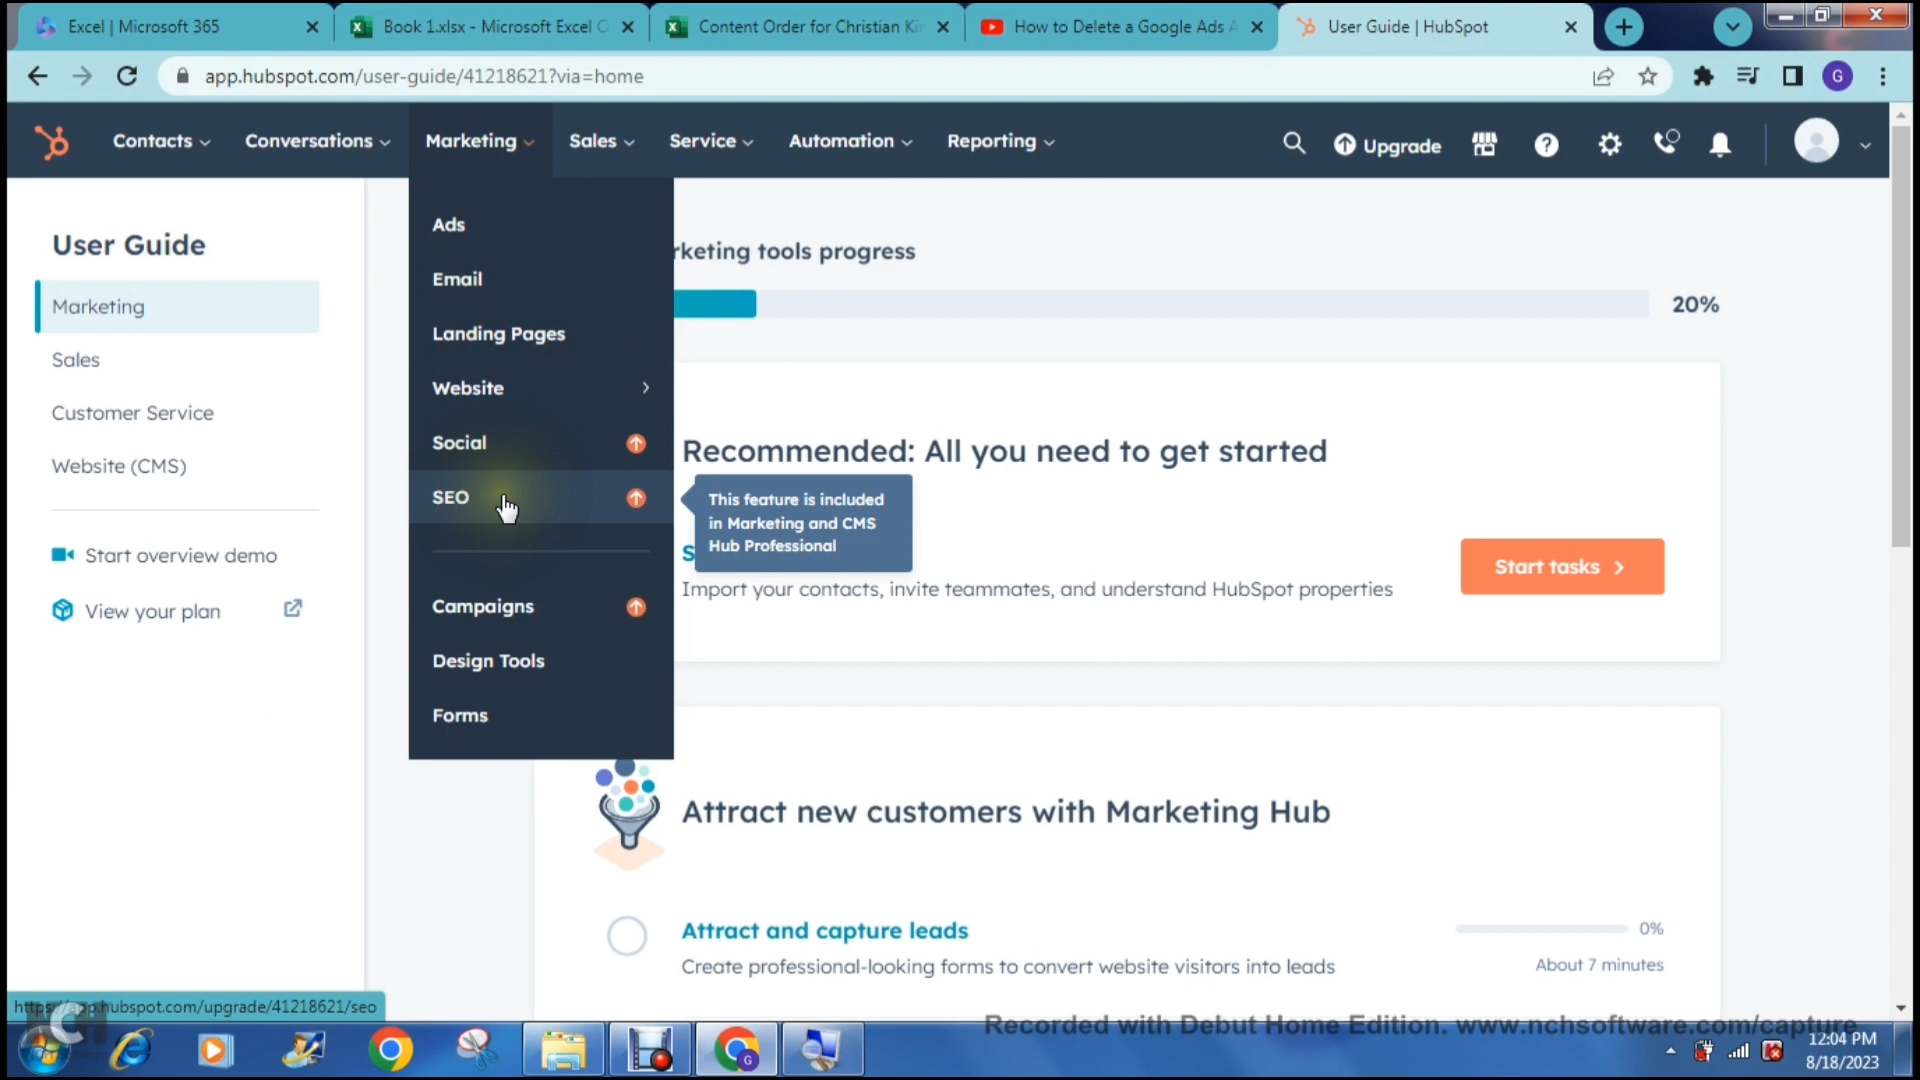 Excel | Microsoft 365
Book 1.xlsx - Microsoft Excel O
Content Order for Christian Kin
How to Delete a Google Ads A
User Guide | HubSpot
app.hubspot.com/user-guide/41218621?via=home
G
Contacts
Conversations
Marketing
Sales
Service
Automation
Reporting
Upgrade
User Guide
Marketing
Sales
Customer Service
Website (CMS)
Start overview demo
View your plan
Ads
Email
Landing Pages
Website
Social
SEO
Campaigns
Design Tools
Forms
rketing tools progress
20%
Recommended: All you need to get started
This feature is included
in Marketing and CMS
Hub Professional
S
Import your contacts, invite teammates, and understand HubSpot properties
Start tasks
Attract new customers with Marketing Hub
Attract and capture leads
0%
Create professional-looking forms to convert website visitors into leads
About 7 minutes
https://app.hubspot.com/upgrade/41218621/seo
Recorded with Debut Home Edition. www.nchsoftware.com/capture
12:04 PM
8/18/2023